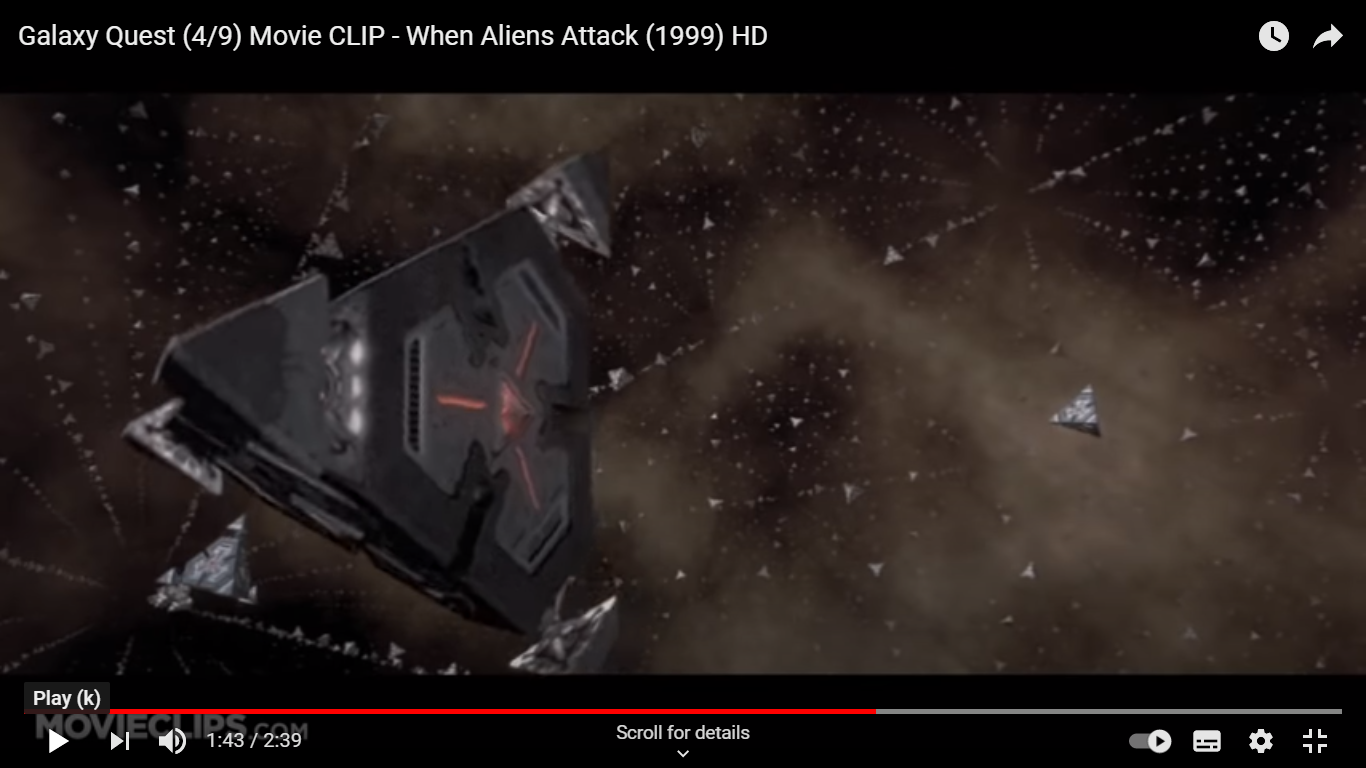 Galaxy Quest (4/9) Movie CLIP - When Aliens Attack (1999) HD
Play (k)
MOVIECLIPS.COM
1:43 / 2:39
Scroll for details